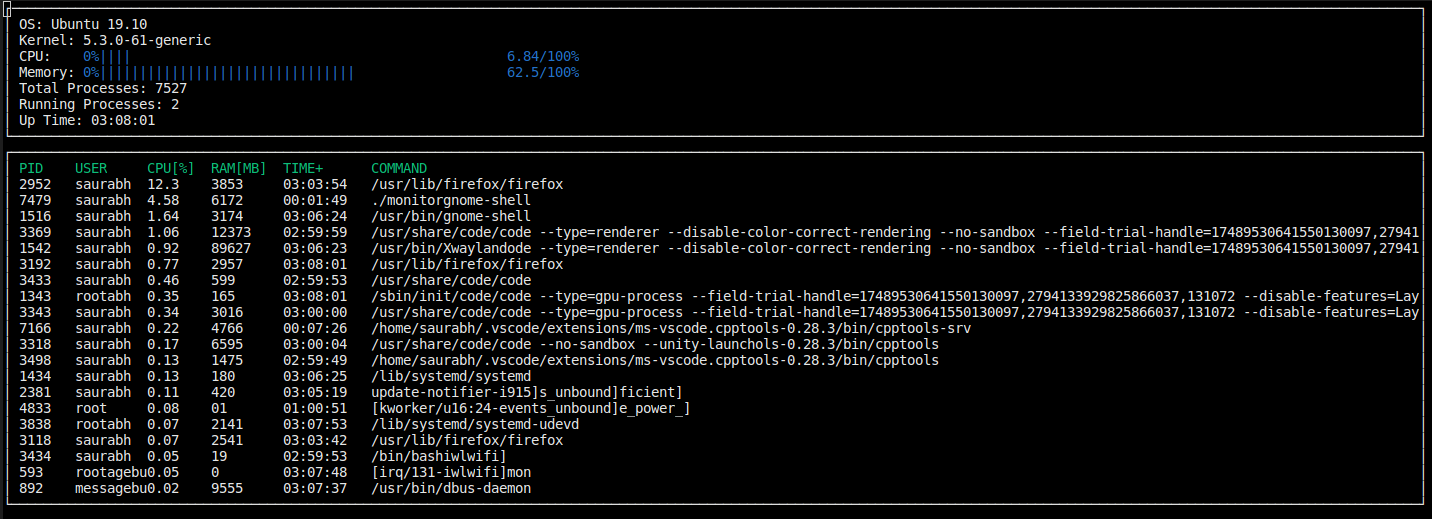 OS: Ubuntu 19.10
Kernel: 5.3.0-61-generic
CPU: 0%|||| 6.84/100%
Memory: 0%|||||||||||||||||||||||||||||||| 62.5/100%
Total Processes: 7527
Running Processes: 2
Up Time: 03:08:01
PID USER CPU[%] RAM[MB] TIME+ COMMAND
2952 saurabh 12.3 3853 03:03:54 /usr/lib/firefox/firefox
7479 saurabh 4.58 6172 00:01:49 ./monitorgnome-shell
1516 saurabh 1.64 3174 03:06:24 /usr/bin/gnome-shell
3369 saurabh 1.06 12373 02:59:59 /usr/share/code/code --type=renderer --disable-color-correct-rendering --no-sandbox --field-trial-handle=17489530641550130097,27941
1542 saurabh 0.92 89627 03:06:23 /usr/bin/Xwaylandode --type=renderer --disable-color-correct-rendering --no-sandbox --field-trial-handle=17489530641550130097,27941
3192 saurabh 0.77 2957 03:08:01 /usr/lib/firefox/firefox
3433 saurabh 0.46 599 02:59:53 /usr/share/code/code
1343 rootabh 0.35 165 03:08:01 /sbin/init/code/code --type=gpu-process --field-trial-handle=17489530641550130097,2794133929825866037,131072 --disable-features=Lay
3343 saurabh 0.34 3016 03:00:00 /usr/share/code/code --type=gpu-process --field-trial-handle=17489530641550130097,2794133929825866037,131072 --disable-features=Lay
7166 saurabh 0.22 4766 00:07:26 /home/saurabh/.vscode/extensions/ms-vscode.cpptools-0.28.3/bin/cpptools-srv
3318 saurabh 0.17 6595 03:00:04 /usr/share/code/code --no-sandbox --unity-launchols-0.28.3/bin/cpptools
3498 saurabh 0.13 1475 02:59:49 /home/saurabh/.vscode/extensions/ms-vscode.cpptools-0.28.3/bin/cpptools
1434 saurabh 0.13 180 03:06:25 /lib/systemd/systemd
2381 saurabh 0.11 420 03:05:19 update-notifier-i915]s_unbound]ficient]
4833 root 0.08 01 01:00:51 [kworker/u16:24-events_unbound]e_power_]
3838 rootabh 0.07 2141 03:07:53 /lib/systemd/systemd-udevd
3118 saurabh 0.07 2541 03:03:42 /usr/lib/firefox/firefox
3434 saurabh 0.05 19 02:59:53 /bin/bashiwlwifi]
593 rootagebu0.05 0 03:07:48 [irq/131-iwlwifi]mon
892 messagebu0.02 9555 03:07:37 /usr/bin/dbus-daemon